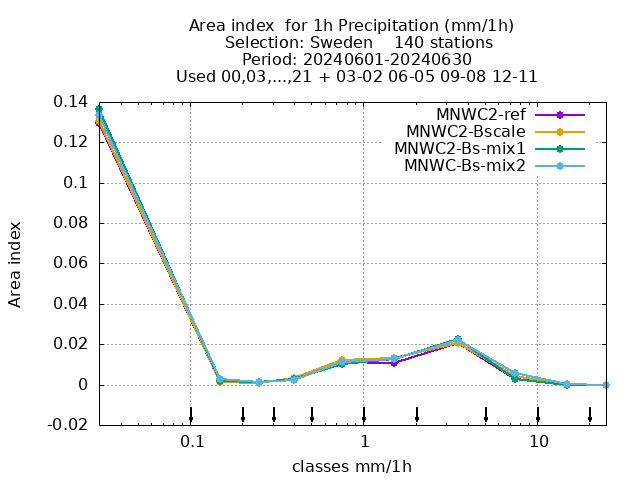 Area index  for 1h Precipitation (mm/1h)
Selection: Sweden    140 stations
Period: 20240601-20240630
Used 00,03,...,21 + 03-02 06-05 09-08 12-11
MNWC2-ref
MNWC2-Bscale
MNWC2-Bs-mix1
MNWC-Bs-mix2
0.14
0.12
0.1
0.08
0.06
0.04
0.02
0
-0.02
Area index
0.1 1 10
classes mm/1h